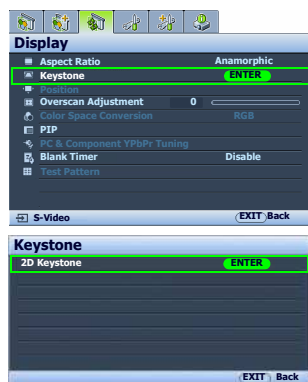 Display
Aspect Ratio Anamorphic
Keystone ENTER
Position
Overscan Adjustment 0
Color Space Conversion RGB
PIP
PC & Component YPbPr Tuning
Blank Timer Disable
Test Pattern
S-Video EXIT Back
Keystone
2D Keystone ENTER
EXIT Back